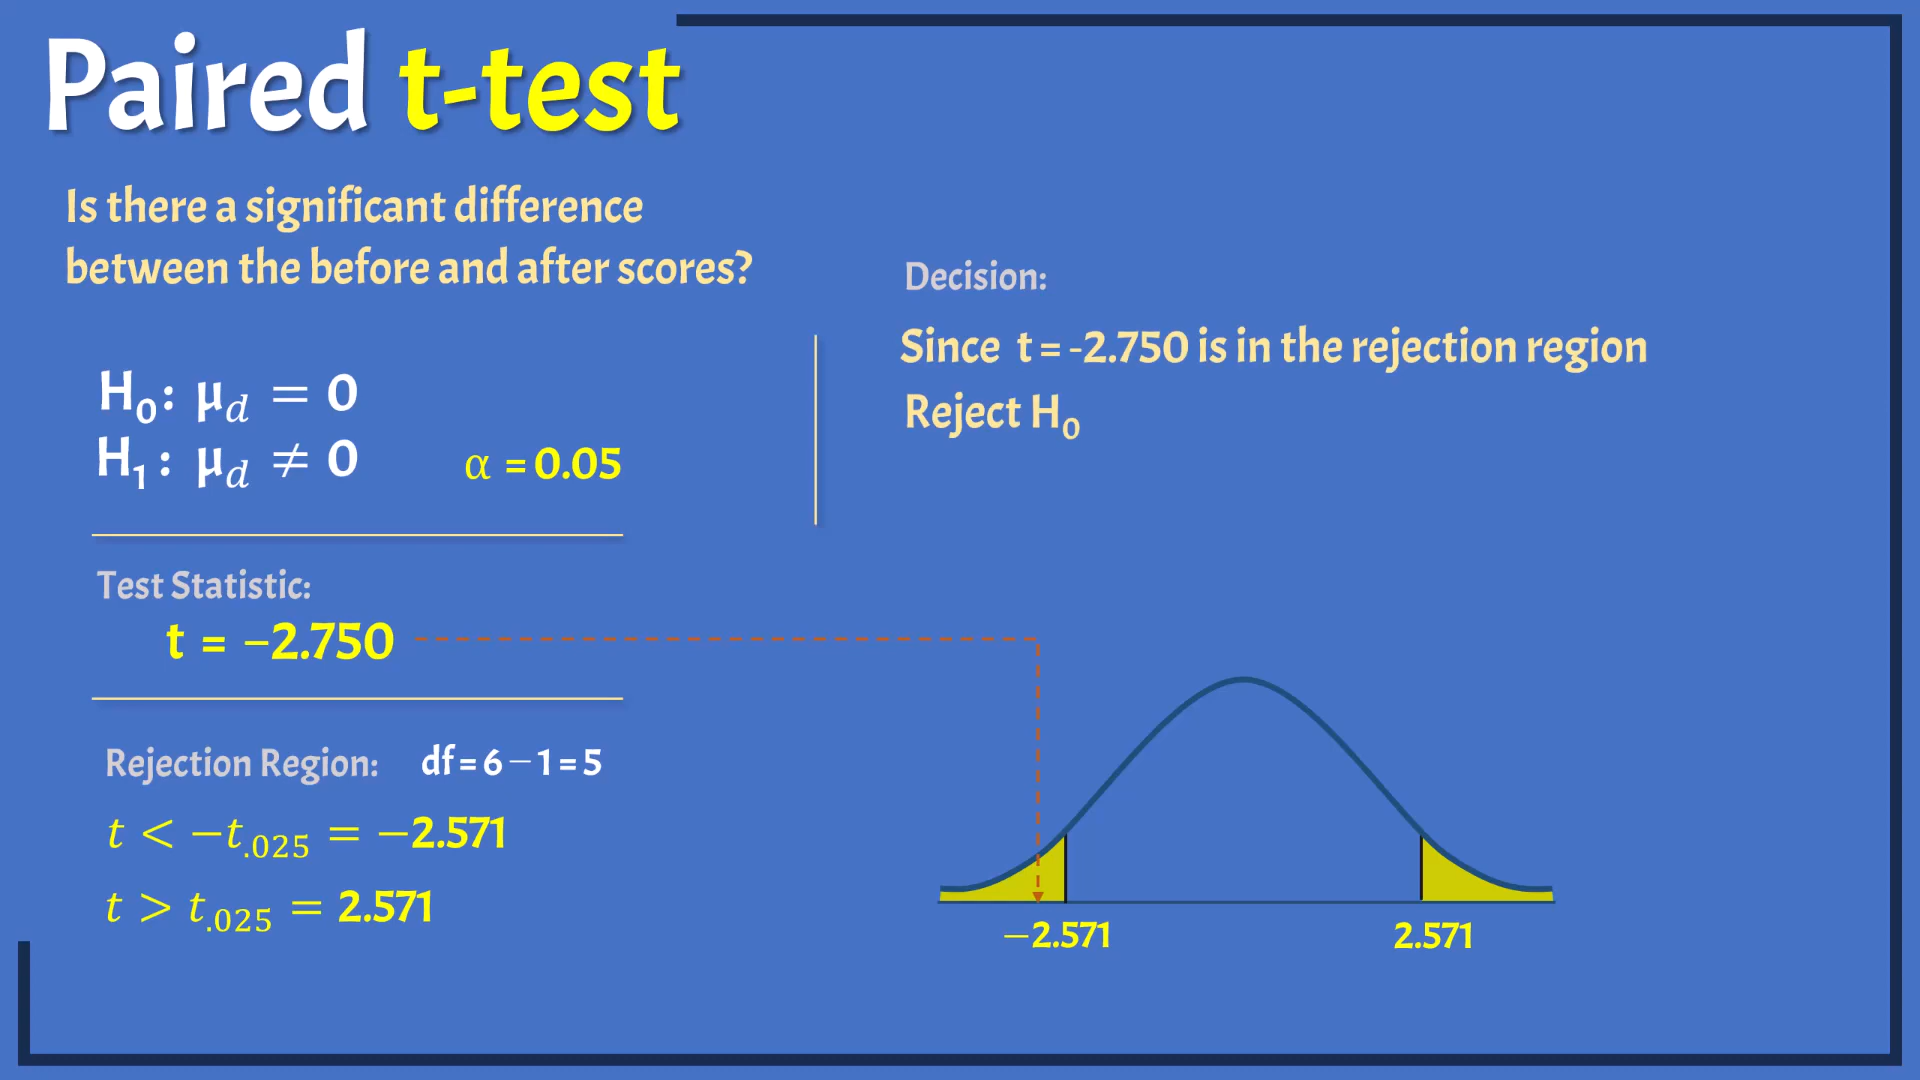 Paired t-test
Is there a significant difference
between the before and after scores?
H₀: μ_d = 0
H₁: μ_d ≠ 0
α = 0.05
Test Statistic:
t = −2.750
Rejection Region: df = 6 − 1 = 5
t < −t.₀₂₅ = −2.571
t > t.₀₂₅ = 2.571
Decision:
Since t = -2.750 is in the rejection region
Reject H₀
−2.571 2.571